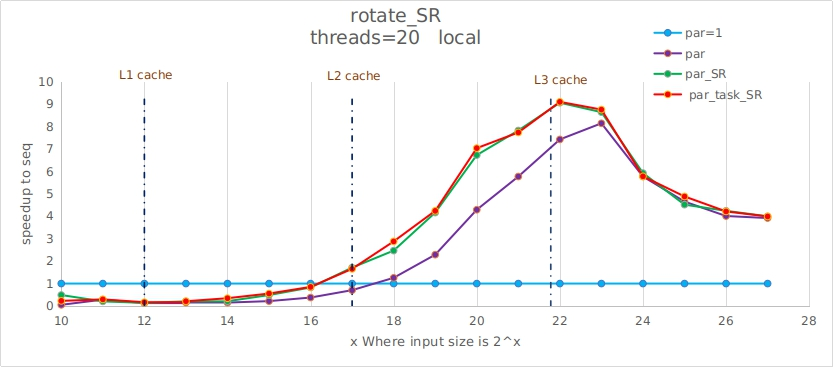 rotate_SR
threads=20 local
par=1
par
par_SR
par_task_SR
L1 cache
L2 cache
L3 cache
speedup to seq
10
9
8
7
6
5
4
3
2
1
0
10 12 14 16 18 20 22 24 26 28
x Where input size is 2^x